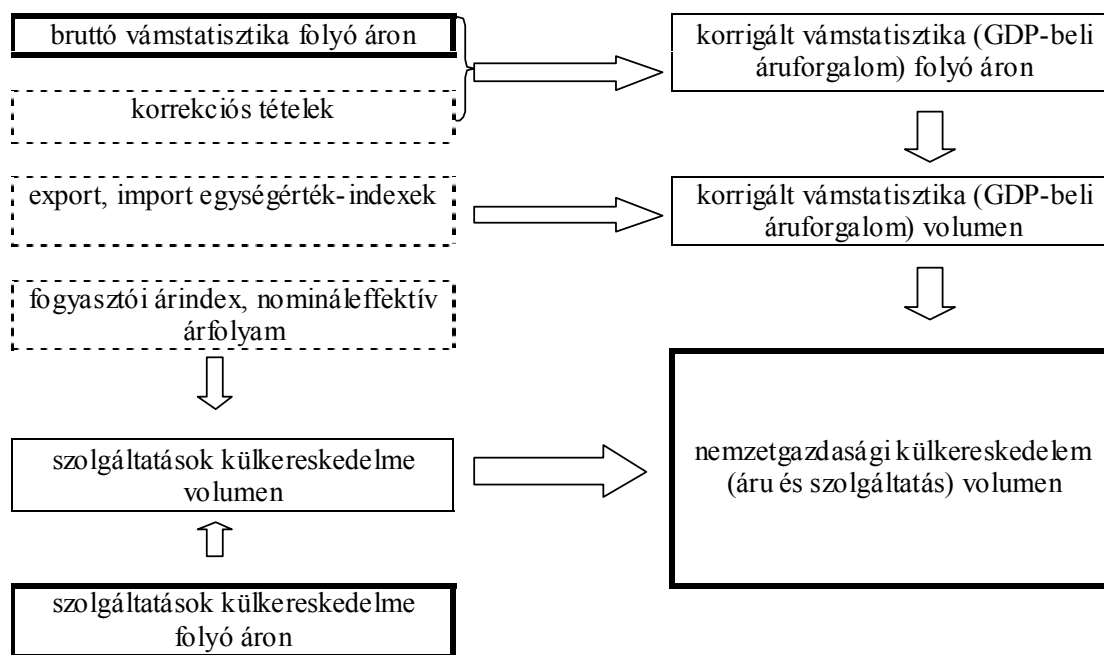 bruttó vámstatisztika folyó áron
korrekciós tételek
export, import egységérték-indexek
fogyasztói árindex, nomináleffektív
árfolyam
szolgáltatások külkereskedelme
volumen
szolgáltatások külkereskedelme
folyó áron
korrigált vámstatisztika (GDP-beli
áruforgalom) folyó áron
korrigált vámstatisztika (GDP-beli
áruforgalom) volumen
nemzetgazdasági külkereskedelem
(áru és szolgáltatás) volumen